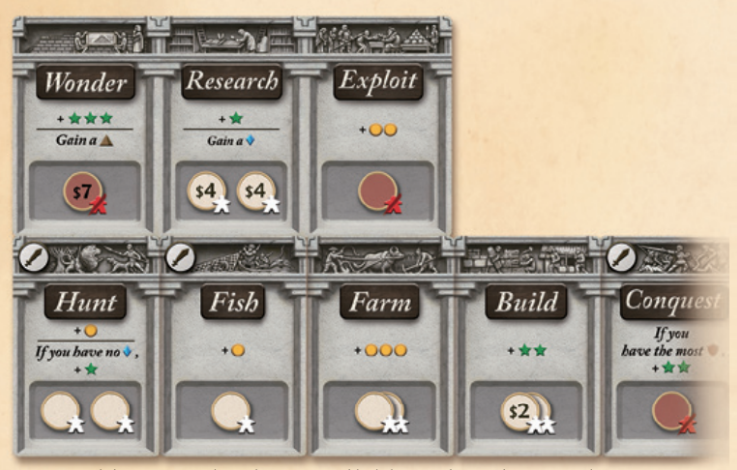 Wonder
+
Gain a
$7
Research
+
Gain a
$4 $4
Exploit
+
Hunt
+
If you have no ,
+
Fish
+
Farm
+
Build
+
$2
Conquest
If you
have the most .
+